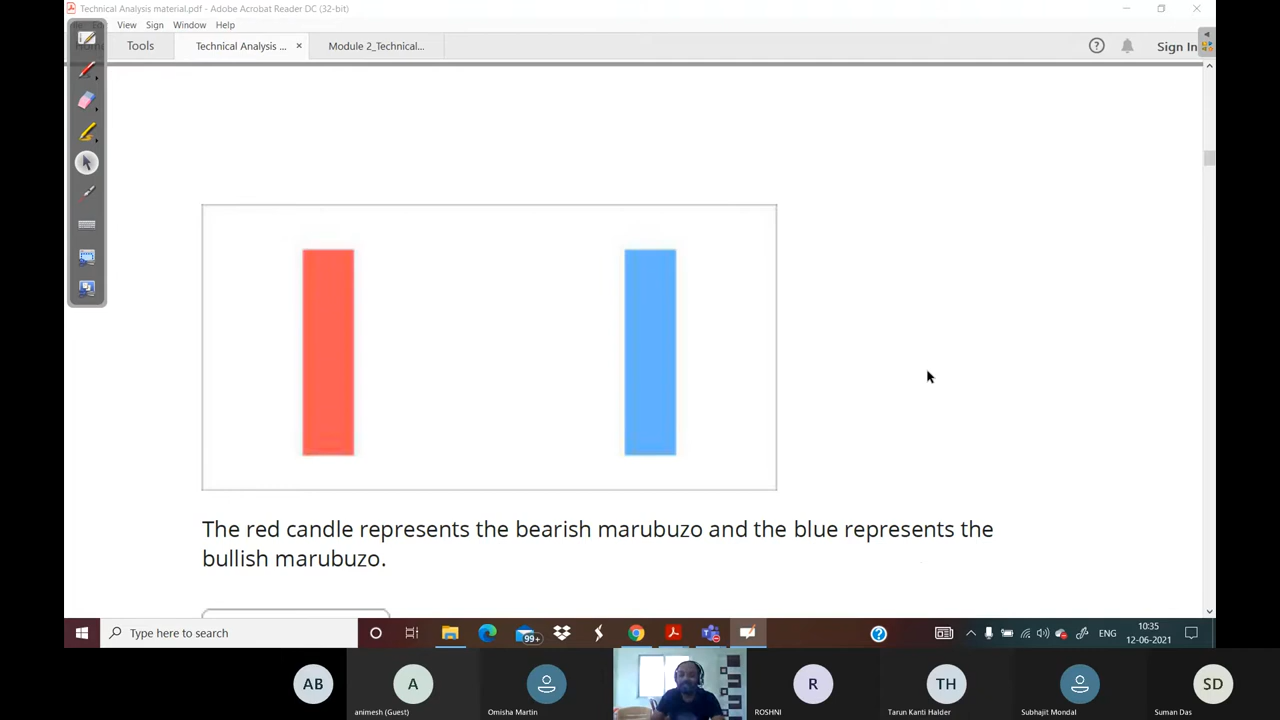 Technical Analysis material.pdf - Adobe Acrobat Reader DC (32-bit)
View Sign Window Help
Tools
Technical Analysis ... ×
Module 2_Technical...
Sign In
The red candle represents the bearish marubuzo and the blue represents the
bullish marubuzo.
Type here to search
99+
ENG
10:35
12-06-2021
AB
A
R
TH
SD
animesh (Guest)
Omisha Martin
ROSHNI
Tarun Kanti Halder
Subhajit Mondal
Suman Das